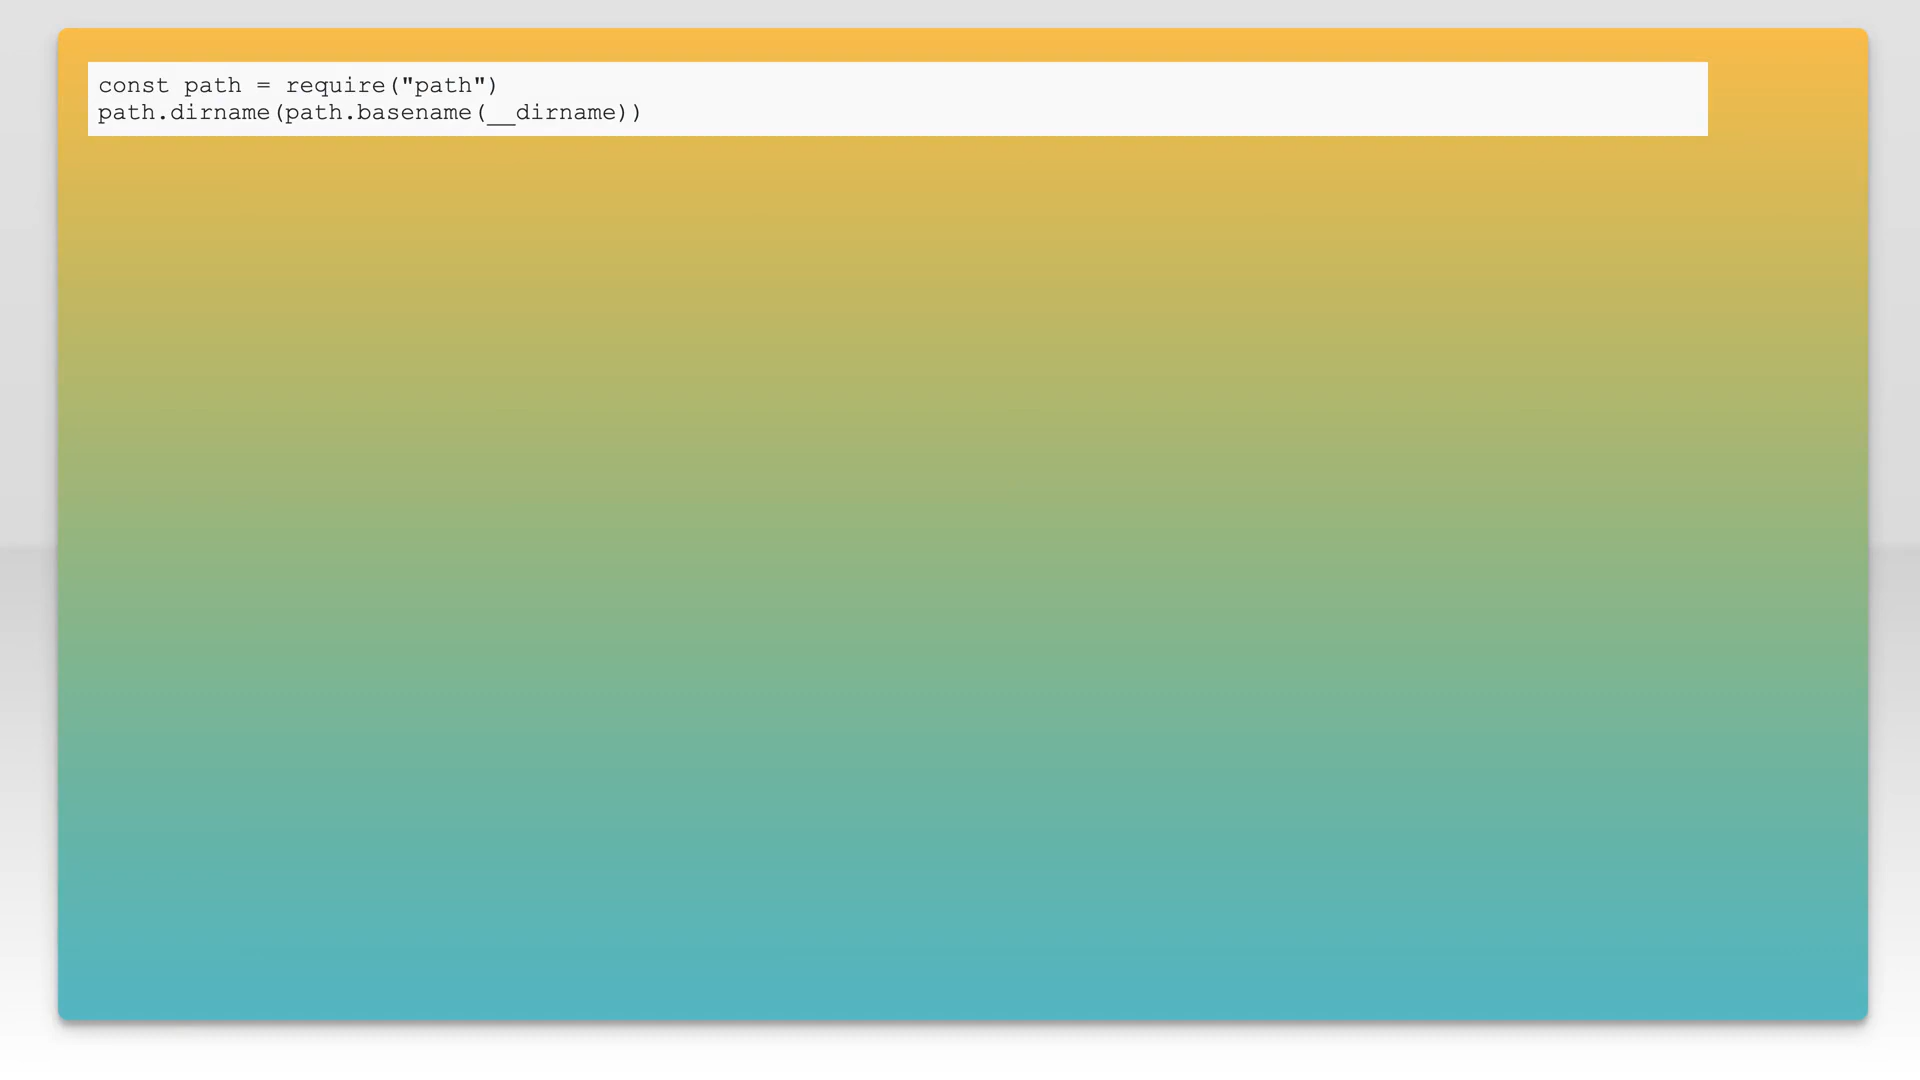 const path = require("path")
path.dirname(path.basename(__dirname))